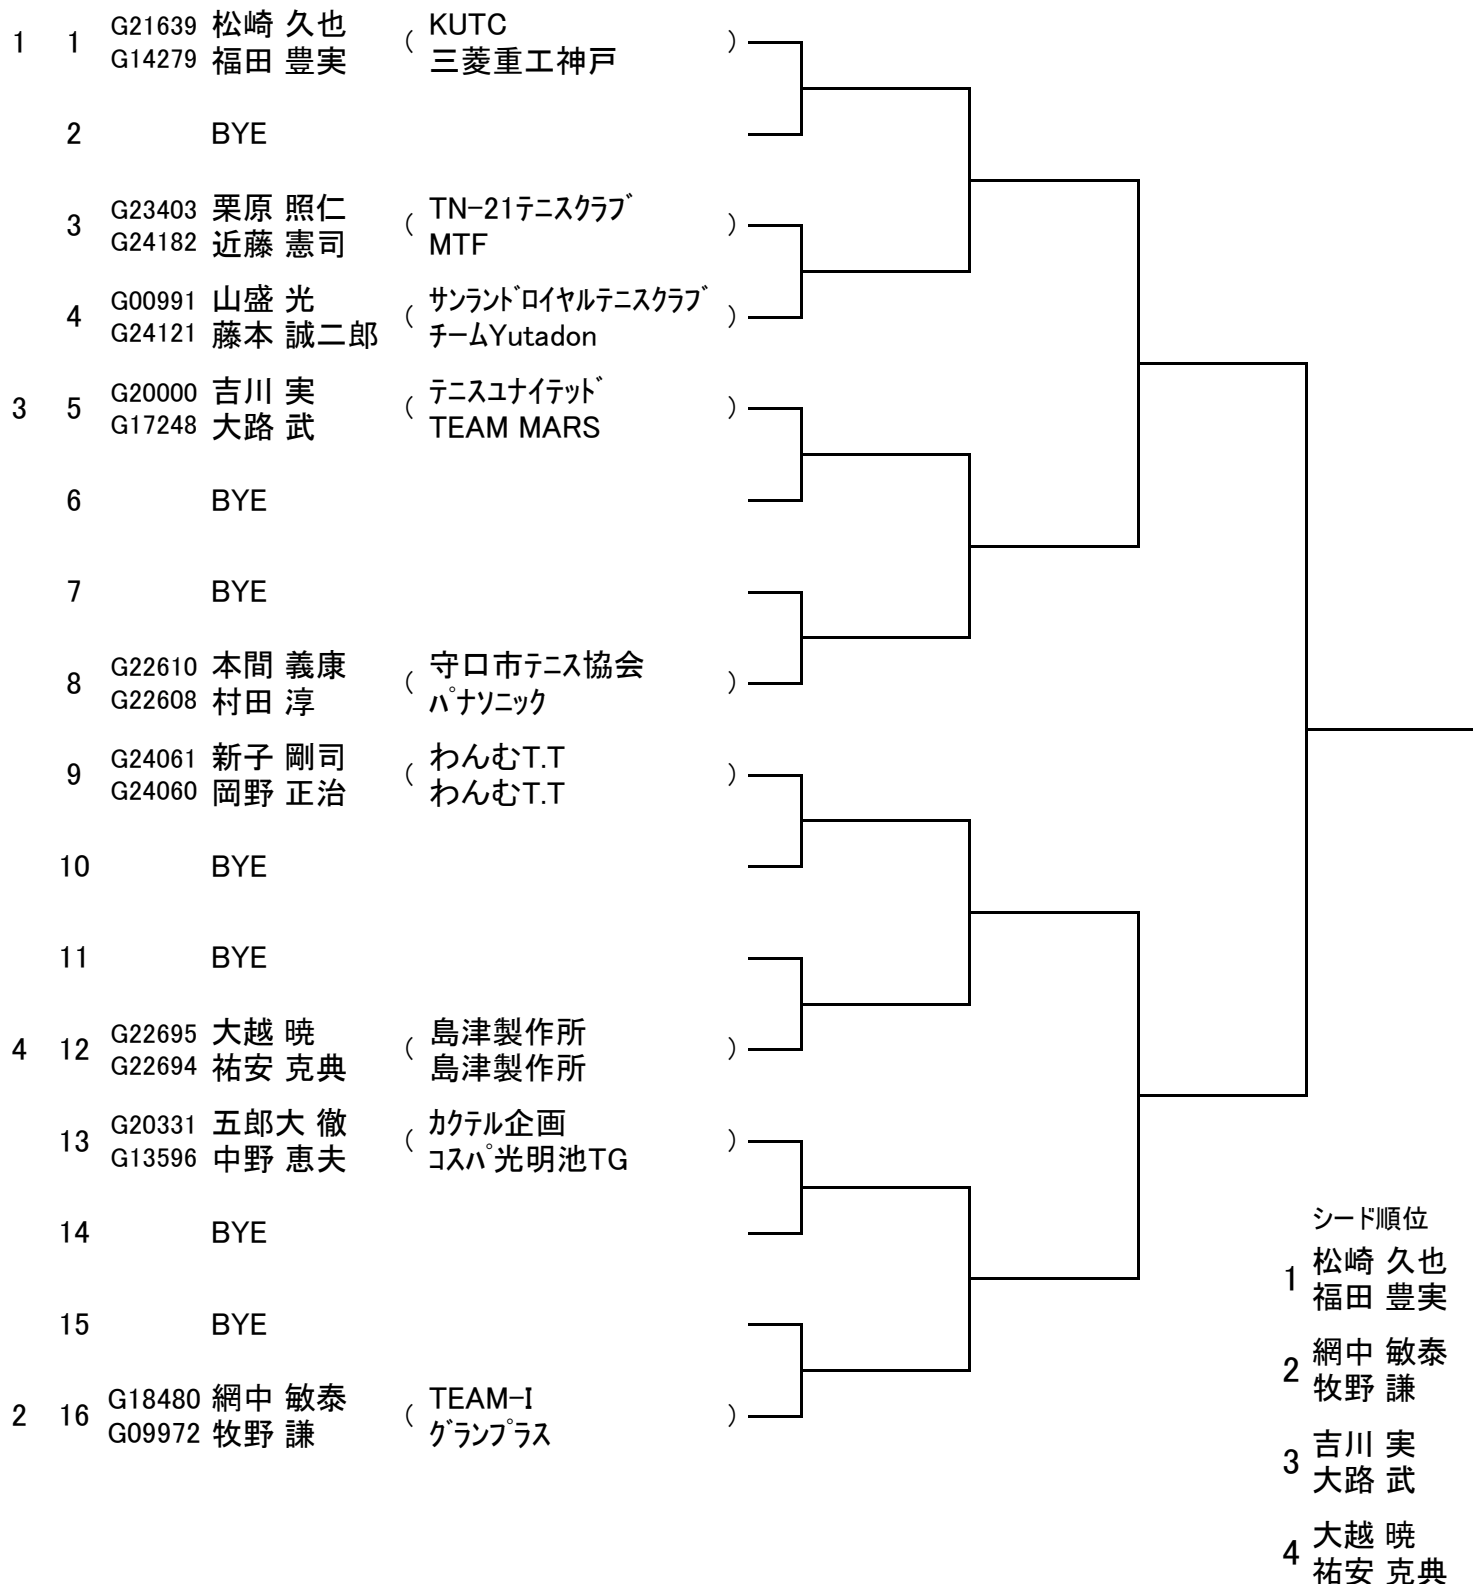 1 1 G21639 松崎 久也 ( KUTC )
G14279 福田 豊実 三菱重工神戸
2 BYE
3 G23403 栗原 照仁 ( TN-21ﾃﾆｽｸﾗﾌﾞ )
G24182 近藤 憲司 MTF
4 G00991 山盛 光 ( ｻﾝﾗﾝﾄﾞﾛｲﾔﾙﾃﾆｽｸﾗﾌﾞ )
G24121 藤本 誠二郎 ﾁｰﾑYutadon
3 5 G20000 吉川 実 ( ﾃﾆｽﾕﾅｲﾃｯﾄﾞ )
G17248 大路 武 TEAM MARS
6 BYE
7 BYE
8 G22610 本間 義康 ( 守口市ﾃﾆｽ協会 )
G22608 村田 淳 ﾊﾟﾅｿﾆｯｸ
9 G24061 新子 剛司 ( わんむT.T )
G24060 岡野 正治 わんむT.T
10 BYE
11 BYE
4 12 G22695 大越 暁 ( 島津製作所 )
G22694 祐安 克典 島津製作所
13 G20331 五郎大 徹 ( ｶｸﾃﾙ企画 )
G13596 中野 恵夫 ｺｽﾊﾟ光明池TG
14 BYE
15 BYE
2 16 G18480 網中 敏泰 ( TEAM-I )
G09972 牧野 謙 ｸﾞﾗﾝﾌﾟﾗｽ
シード順位
1 松崎 久也
福田 豊実
2 網中 敏泰
牧野 謙
3 吉川 実
大路 武
4 大越 暁
祐安 克典